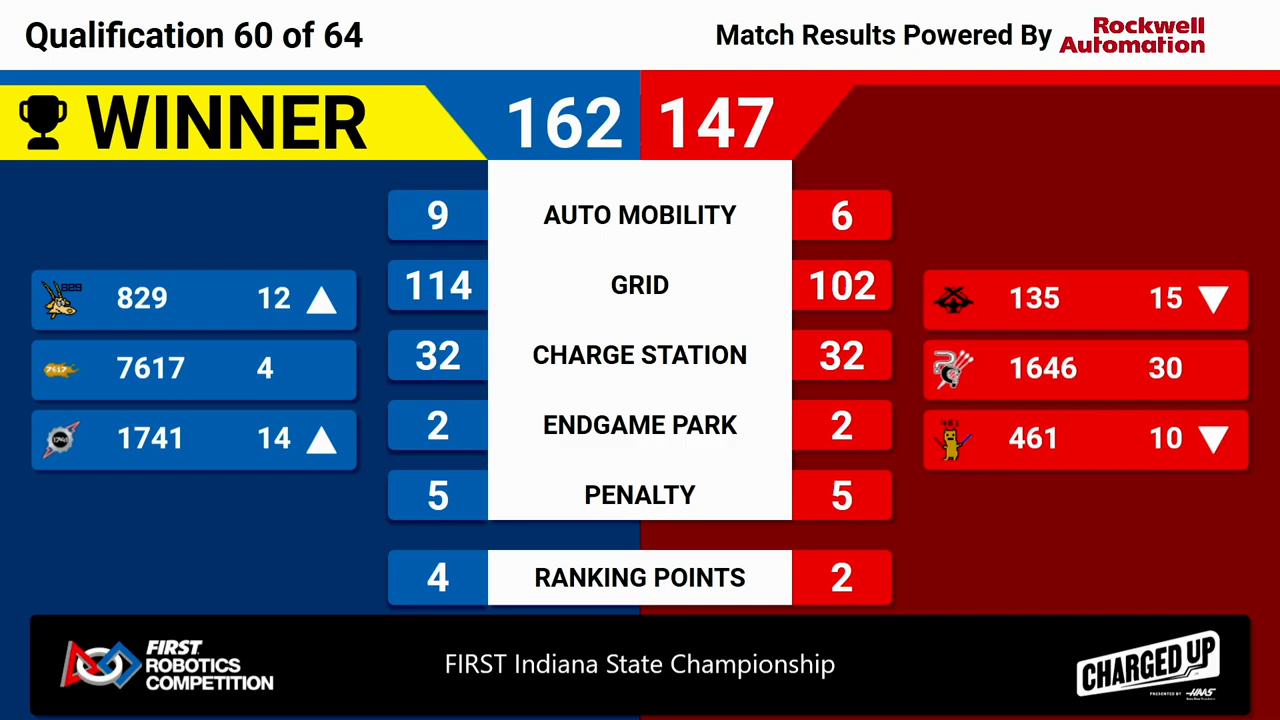 Qualification 60 of 64
Match Results Powered By Rockwell Automation
WINNER 162 147
9 AUTO MOBILITY 6
114 GRID 102
32 CHARGE STATION 32
2 ENDGAME PARK 2
5 PENALTY 5
4 RANKING POINTS 2
829
829 12
7617
7617 4
1741 14
135 15
1646 30
461
461 10
FIRST ROBOTICS COMPETITION
FIRST Indiana State Championship
CHARGED UP
PRESENTED BY HAAS